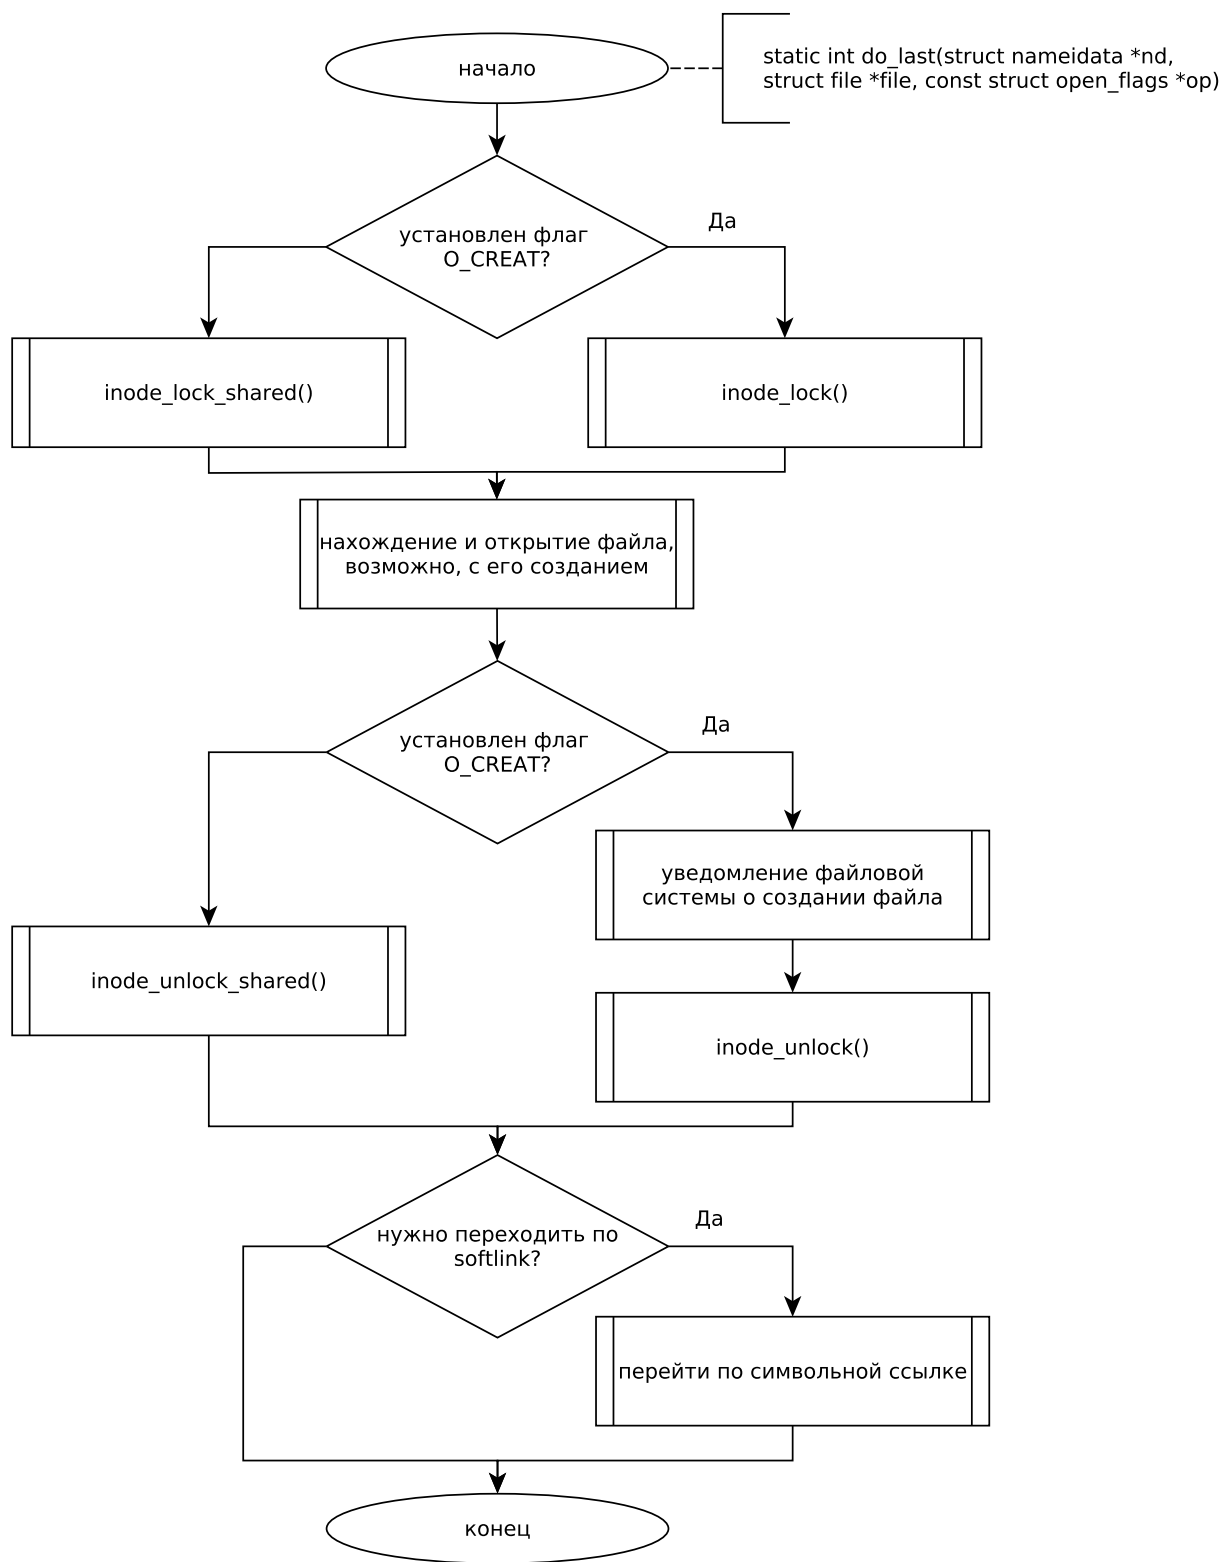 начало
static int do_last(struct nameidata *nd,
struct file *file, const struct open_flags *op)
установлен флаг
O_CREAT?
Да
inode_lock_shared()
inode_lock()
нахождение и открытие файла,
возможно, с его созданием
установлен флаг
O_CREAT?
Да
уведомление файловой
системы о создании файла
inode_unlock_shared()
inode_unlock()
нужно переходить по
softlink?
Да
перейти по символьной ссылке
конец